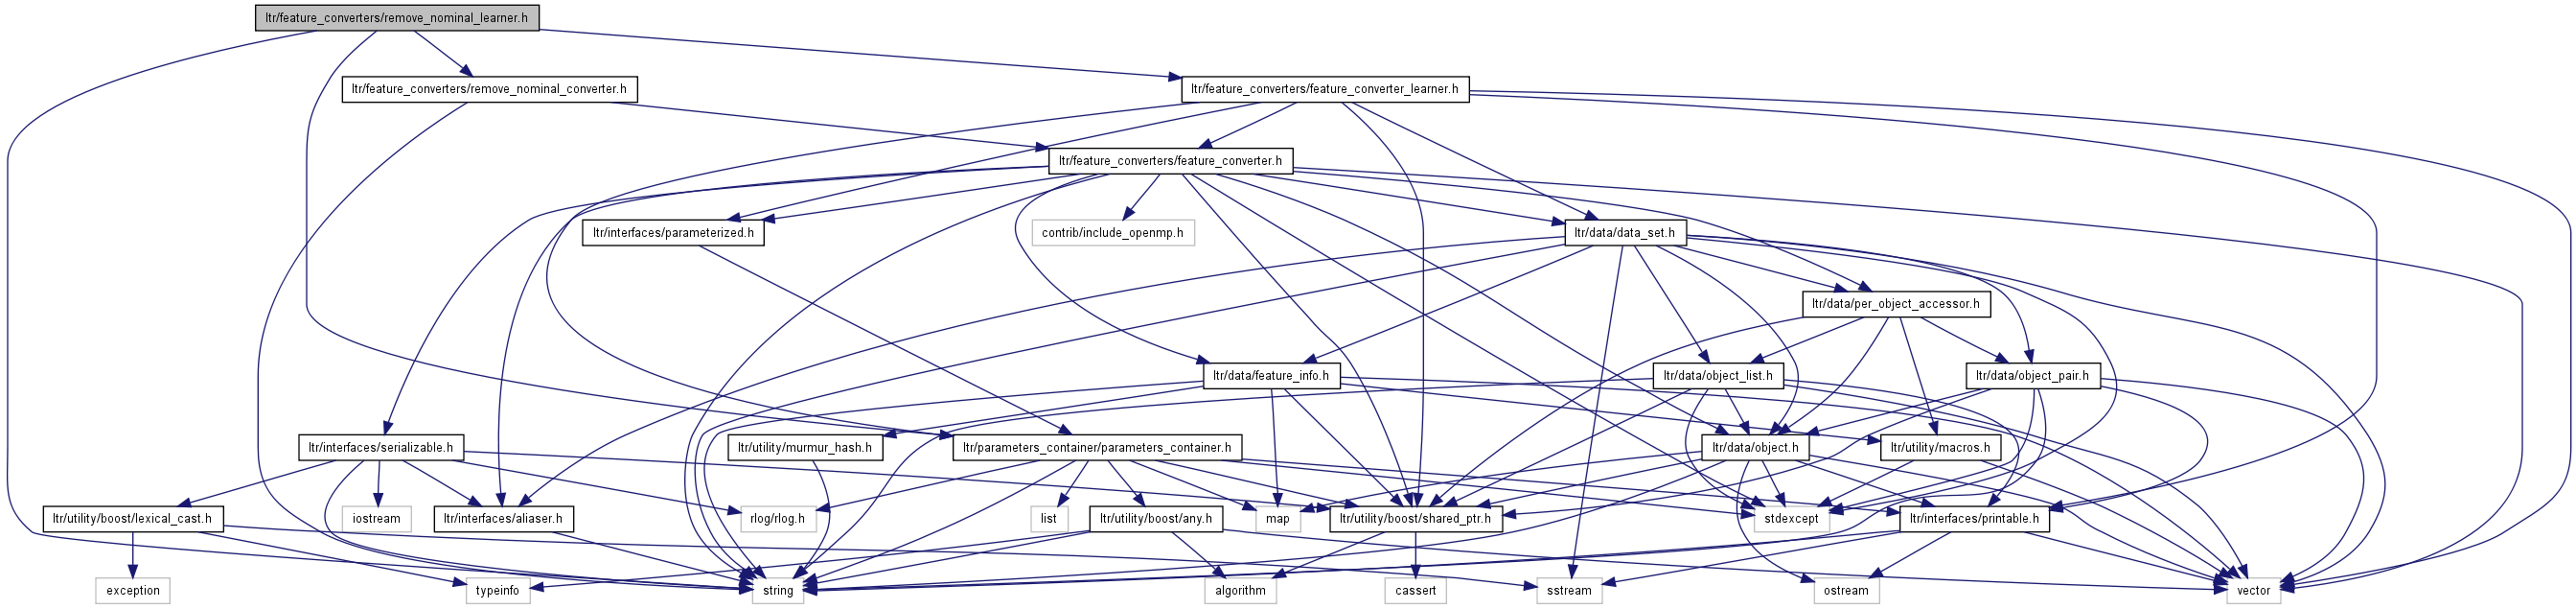 ltr/feature_converters/remove_nominal_learner.h
ltr/feature_converters/remove_nominal_converter.h
ltr/feature_converters/feature_converter_learner.h
ltr/feature_converters/feature_converter.h
ltr/interfaces/parameterized.h
contrib/include_openmp.h
ltr/data/data_set.h
ltr/data/per_object_accessor.h
ltr/data/feature_info.h
ltr/data/object_list.h
ltr/data/object_pair.h
ltr/interfaces/serializable.h
ltr/utility/murmur_hash.h
ltr/parameters_container/parameters_container.h
ltr/data/object.h
ltr/utility/macros.h
ltr/utility/boost/lexical_cast.h
iostream
ltr/interfaces/aliaser.h
rlog/rlog.h
list
ltr/utility/boost/any.h
map
ltr/utility/boost/shared_ptr.h
stdexcept
ltr/interfaces/printable.h
exception
typeinfo
string
algorithm
cassert
sstream
ostream
vector